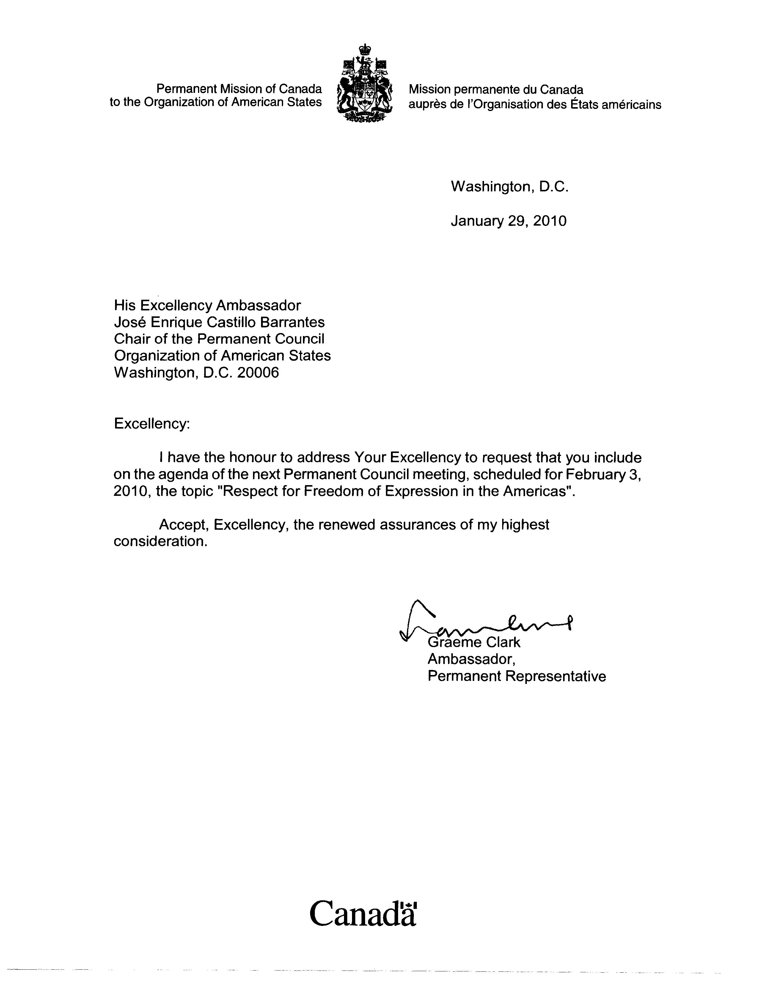 Permanent Mission of Canada
to the Organization of American States
Mission permanente du Canada
auprès de l'Organisation des États américains
Washington, D.C.
January 29, 2010
His Excellency Ambassador
José Enrique Castillo Barrantes
Chair of the Permanent Council
Organization of American States
Washington, D.C. 20006
Excellency:
I have the honour to address Your Excellency to request that you include
on the agenda of the next Permanent Council meeting, scheduled for February 3,
2010, the topic "Respect for Freedom of Expression in the Americas".
Accept, Excellency, the renewed assurances of my highest
consideration.
Graeme Clark
Ambassador,
Permanent Representative
Canada